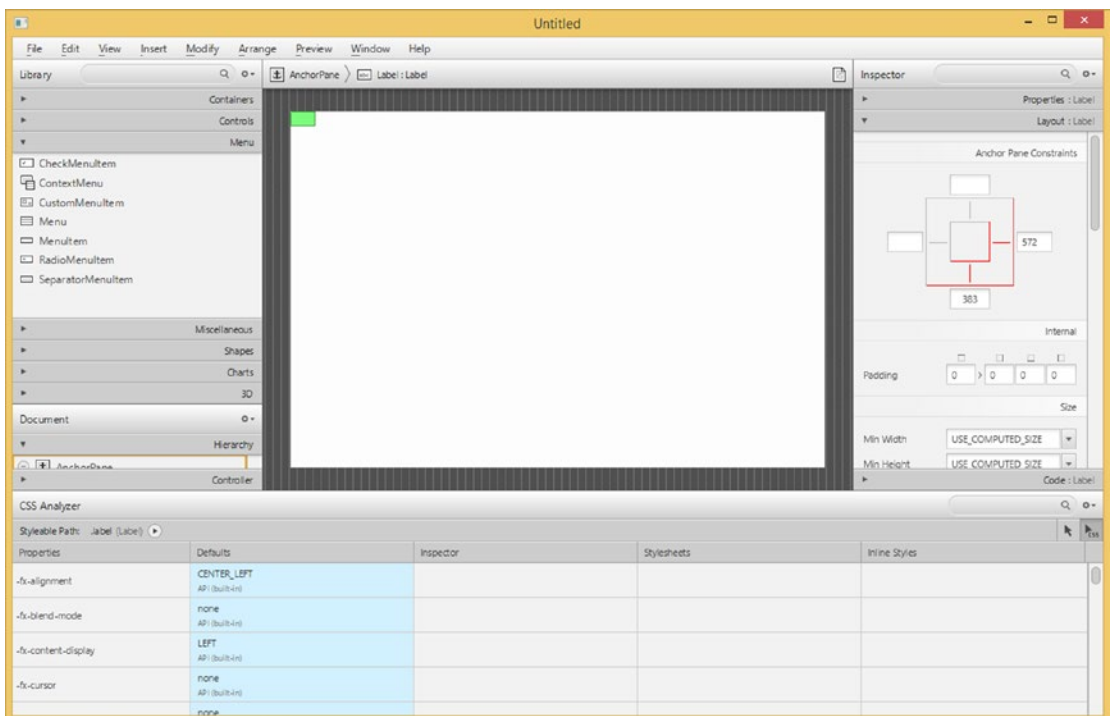 Untitled
File Edit View Insert Modify Arrange Preview Window Help
Library
AnchorPane Label : Label
Inspector
Containers
Controls
Menu
CheckMenuItem
ContextMenu
CustomMenuItem
Menu
MenuItem
RadioMenuItem
SeparatorMenuItem
Miscellaneous
Shapes
Charts
3D
Document
Hierarchy
AnchorPane
Controller
Properties : Label
Layout : Label
Anchor Pane Constraints
572
383
Internal
Padding 0 0 0 0
Size
Min Width USE_COMPUTED_SIZE
Min Height USE_COMPUTED_SIZE
Code : Label
CSS Analyzer
Styleable Path: .label (Label)
CSS
Properties Defaults Inspector Stylesheets Inline Styles
-fx-alignment CENTER_LEFT
API (built-in)
-fx-blend-mode none
API (built-in)
-fx-content-display LEFT
API (built-in)
-fx-cursor none
API (built-in)
none